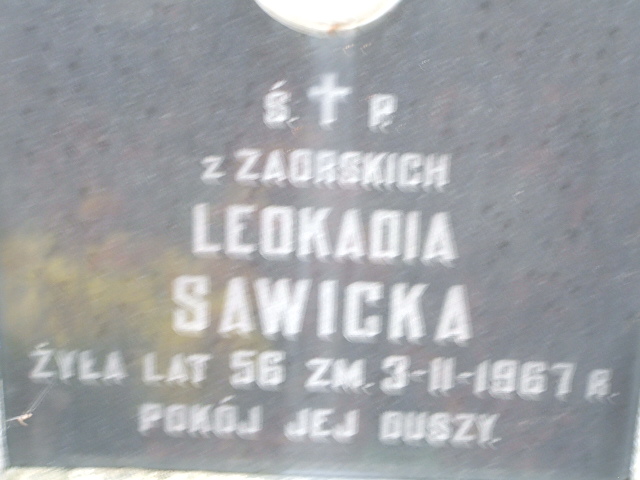 Ś. ✝ P.
z ZAORSKICH
LEOKADIA
SAWICKA
ŻYŁA LAT 56 ZM. 3-II-1967 R.
POKÓJ JEJ DUSZY.